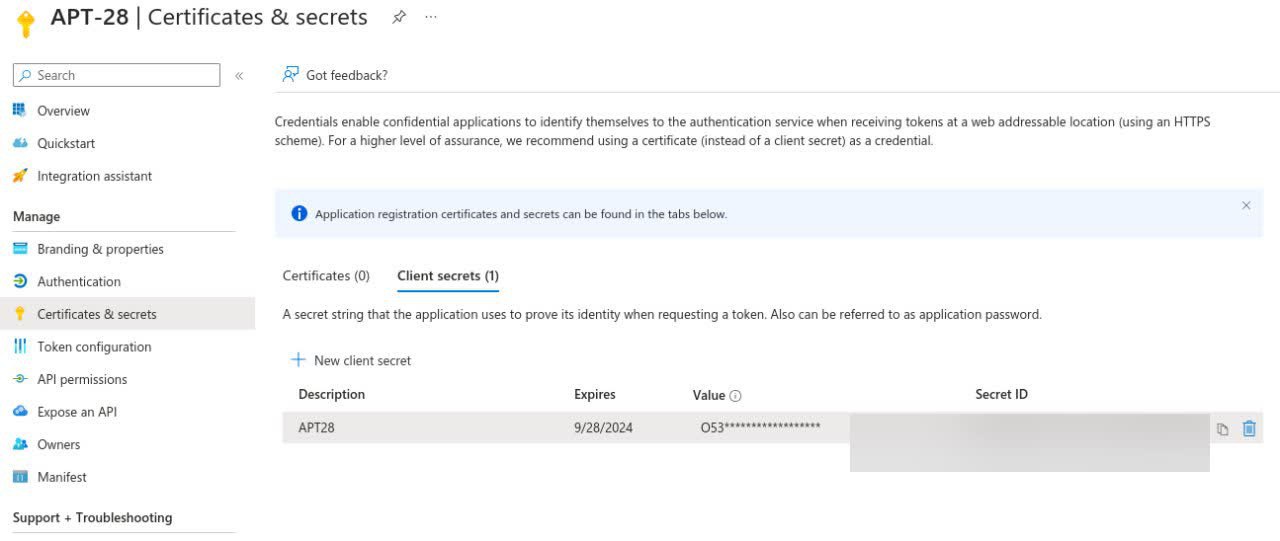 APT-28 | Certificates & secrets
Search
Got feedback?
Overview
Quickstart
Integration assistant
Manage
Branding & properties
Authentication
Certificates & secrets
Token configuration
API permissions
Expose an API
Owners
Manifest
Support + Troubleshooting
Credentials enable confidential applications to identify themselves to the authentication service when receiving tokens at a web addressable location (using an HTTPS
scheme). For a higher level of assurance, we recommend using a certificate (instead of a client secret) as a credential.
Application registration certificates and secrets can be found in the tabs below.
Certificates (0) Client secrets (1)
A secret string that the application uses to prove its identity when requesting a token. Also can be referred to as application password.
New client secret
Description Expires Value Secret ID
APT28 9/28/2024 O53******************